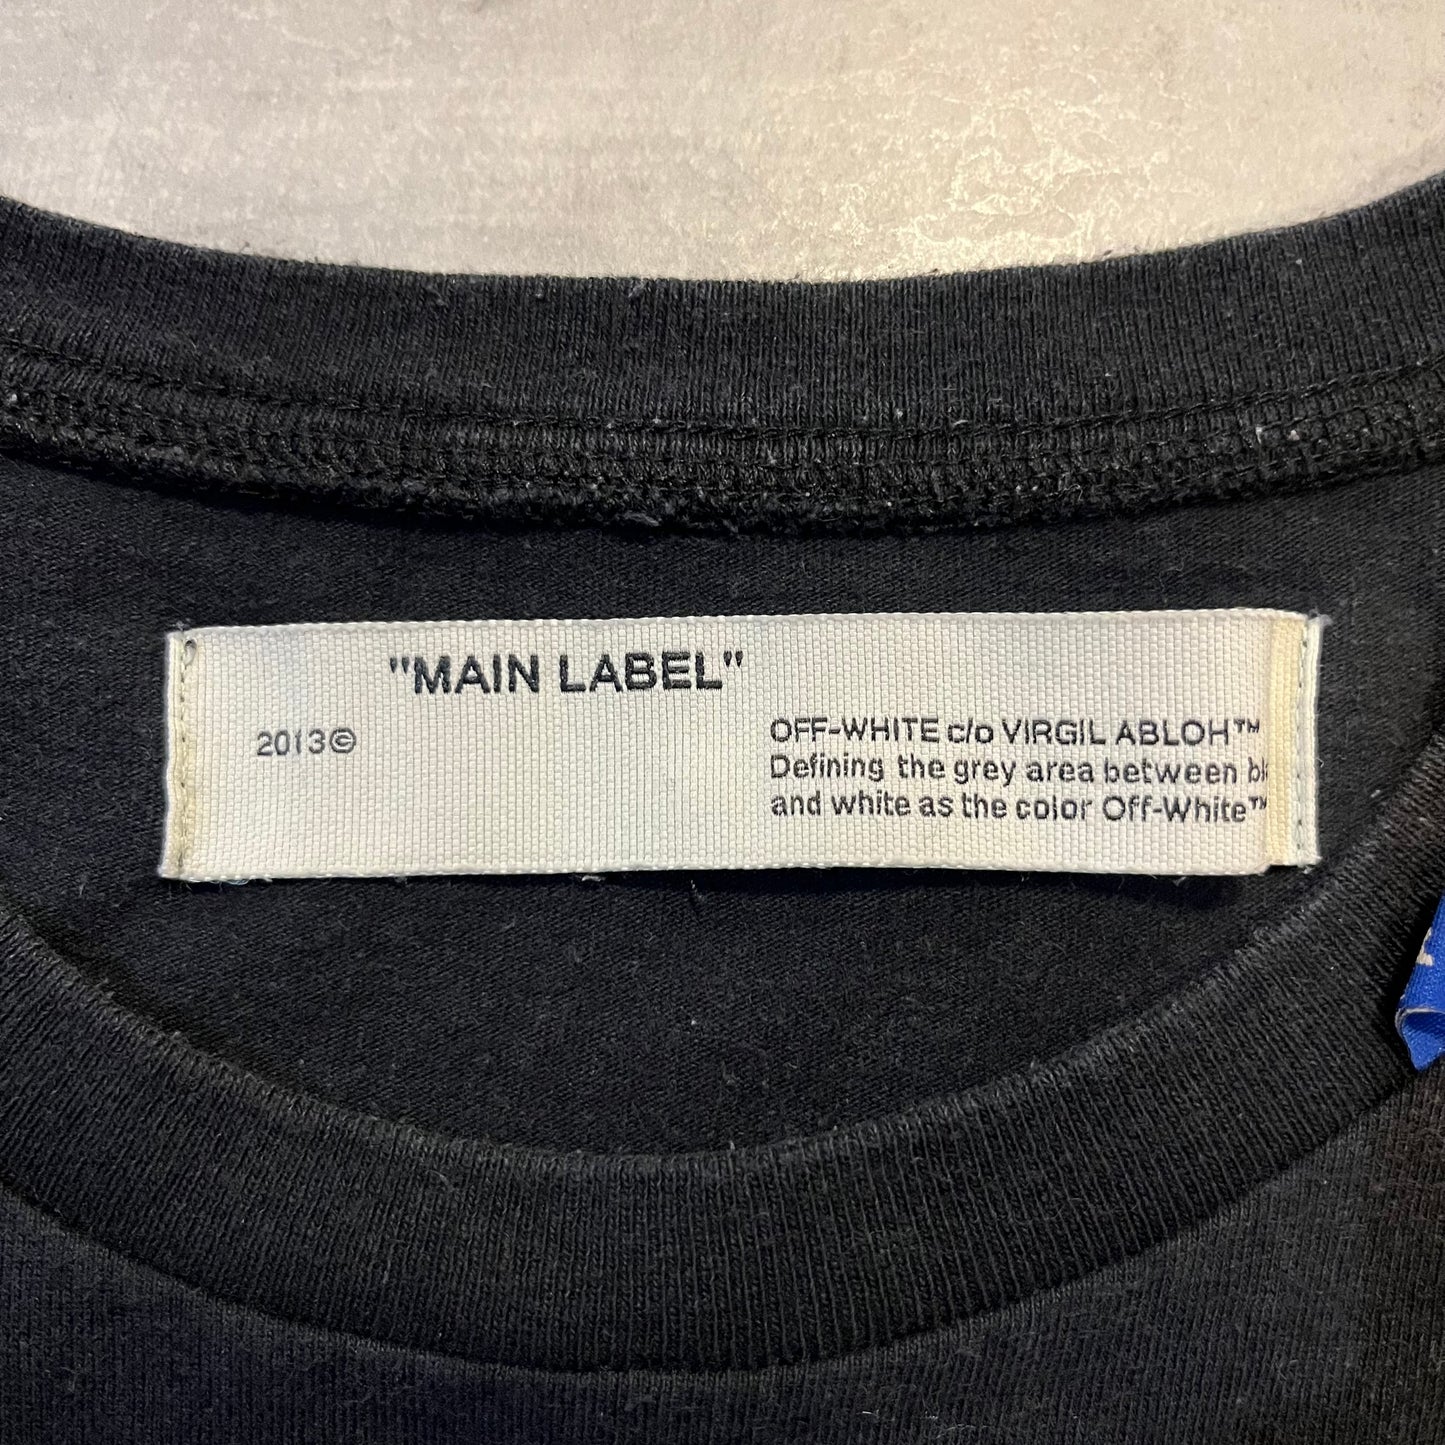 "MAIN LABEL"
2013©
OFF-WHITE c/o VIRGIL ABLOH™
Defining the grey area between
and white as the color Off-White™